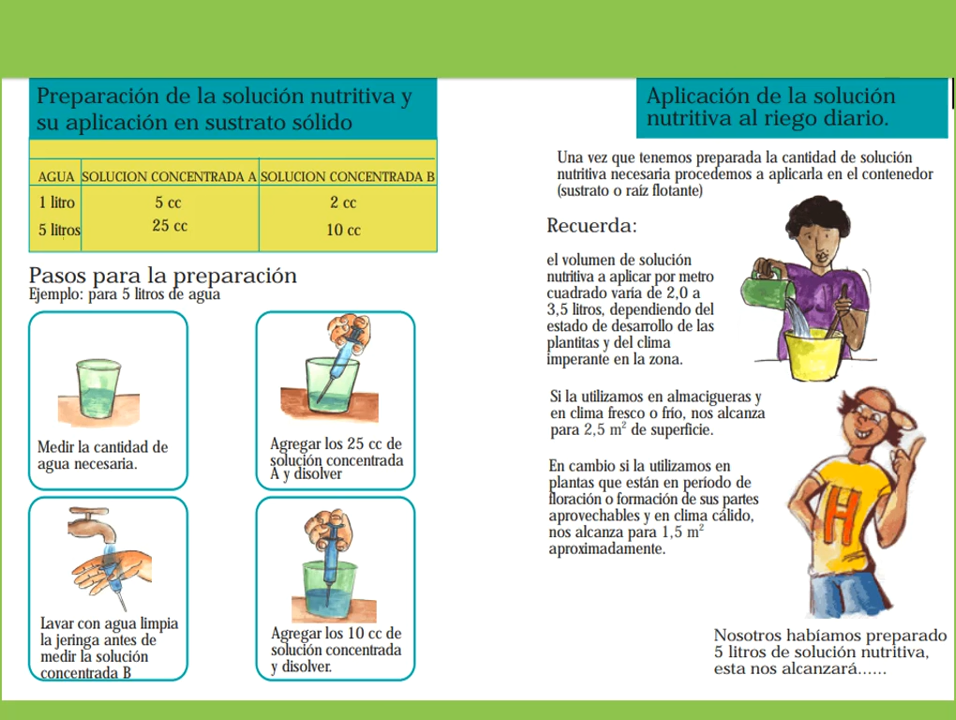 Preparación de la solución nutritiva y
su aplicación en sustrato sólido
AGUA SOLUCION CONCENTRADA A SOLUCION CONCENTRADA B
1 litro 5 cc 2 cc
5 litros 25 cc 10 cc
Pasos para la preparación
Ejemplo: para 5 litros de agua
Medir la cantidad de
agua necesaria.
Agregar los 25 cc de
solución concentrada
A y disolver
Lavar con agua limpia
la jeringa antes de
medir la solución
concentrada B
Agregar los 10 cc de
solución concentrada
y disolver.
Aplicación de la solución
nutritiva al riego diario.
Una vez que tenemos preparada la cantidad de solución
nutritiva necesaria procedemos a aplicarla en el contenedor
(sustrato o raíz flotante)
Recuerda:
el volumen de solución
nutritiva a aplicar por metro
cuadrado varía de 2,0 a
3,5 litros, dependiendo del
estado de desarrollo de las
plantitas y del clima
imperante en la zona.
Si la utilizamos en almacigueras y
en clima fresco o frío, nos alcanza
para 2,5 m² de superficie.
En cambio si la utilizamos en
plantas que están en período de
floración o formación de sus partes
aprovechables y en clima cálido,
nos alcanza para 1,5 m²
aproximadamente.
H
Nosotros habíamos preparado
5 litros de solución nutritiva,
esta nos alcanzará......